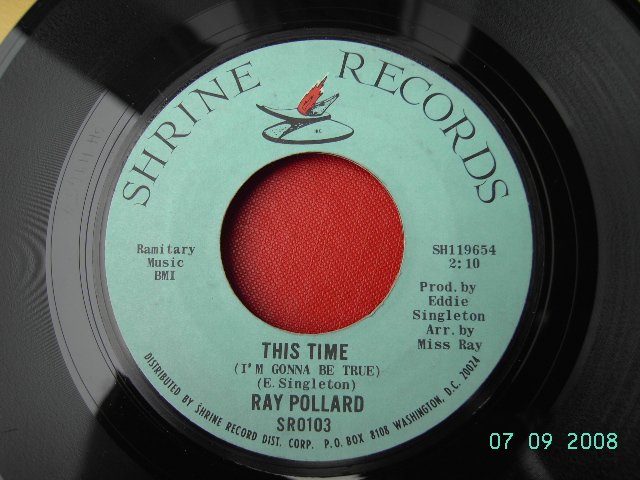 SHRINE RECORDS
Ramitary
Music
BMI
SH119654
2:10
Prod. by
Eddie
Singleton
Arr. by
Miss Ray
THIS TIME
(I'M GONNA BE TRUE)
(E. Singleton)
RAY POLLARD
SR0103
DISTRIBUTED BY SHRINE RECORD DIST. CORP. P.O. BOX 8108 WASHINGTON, D.C. 20024
07 09 2008